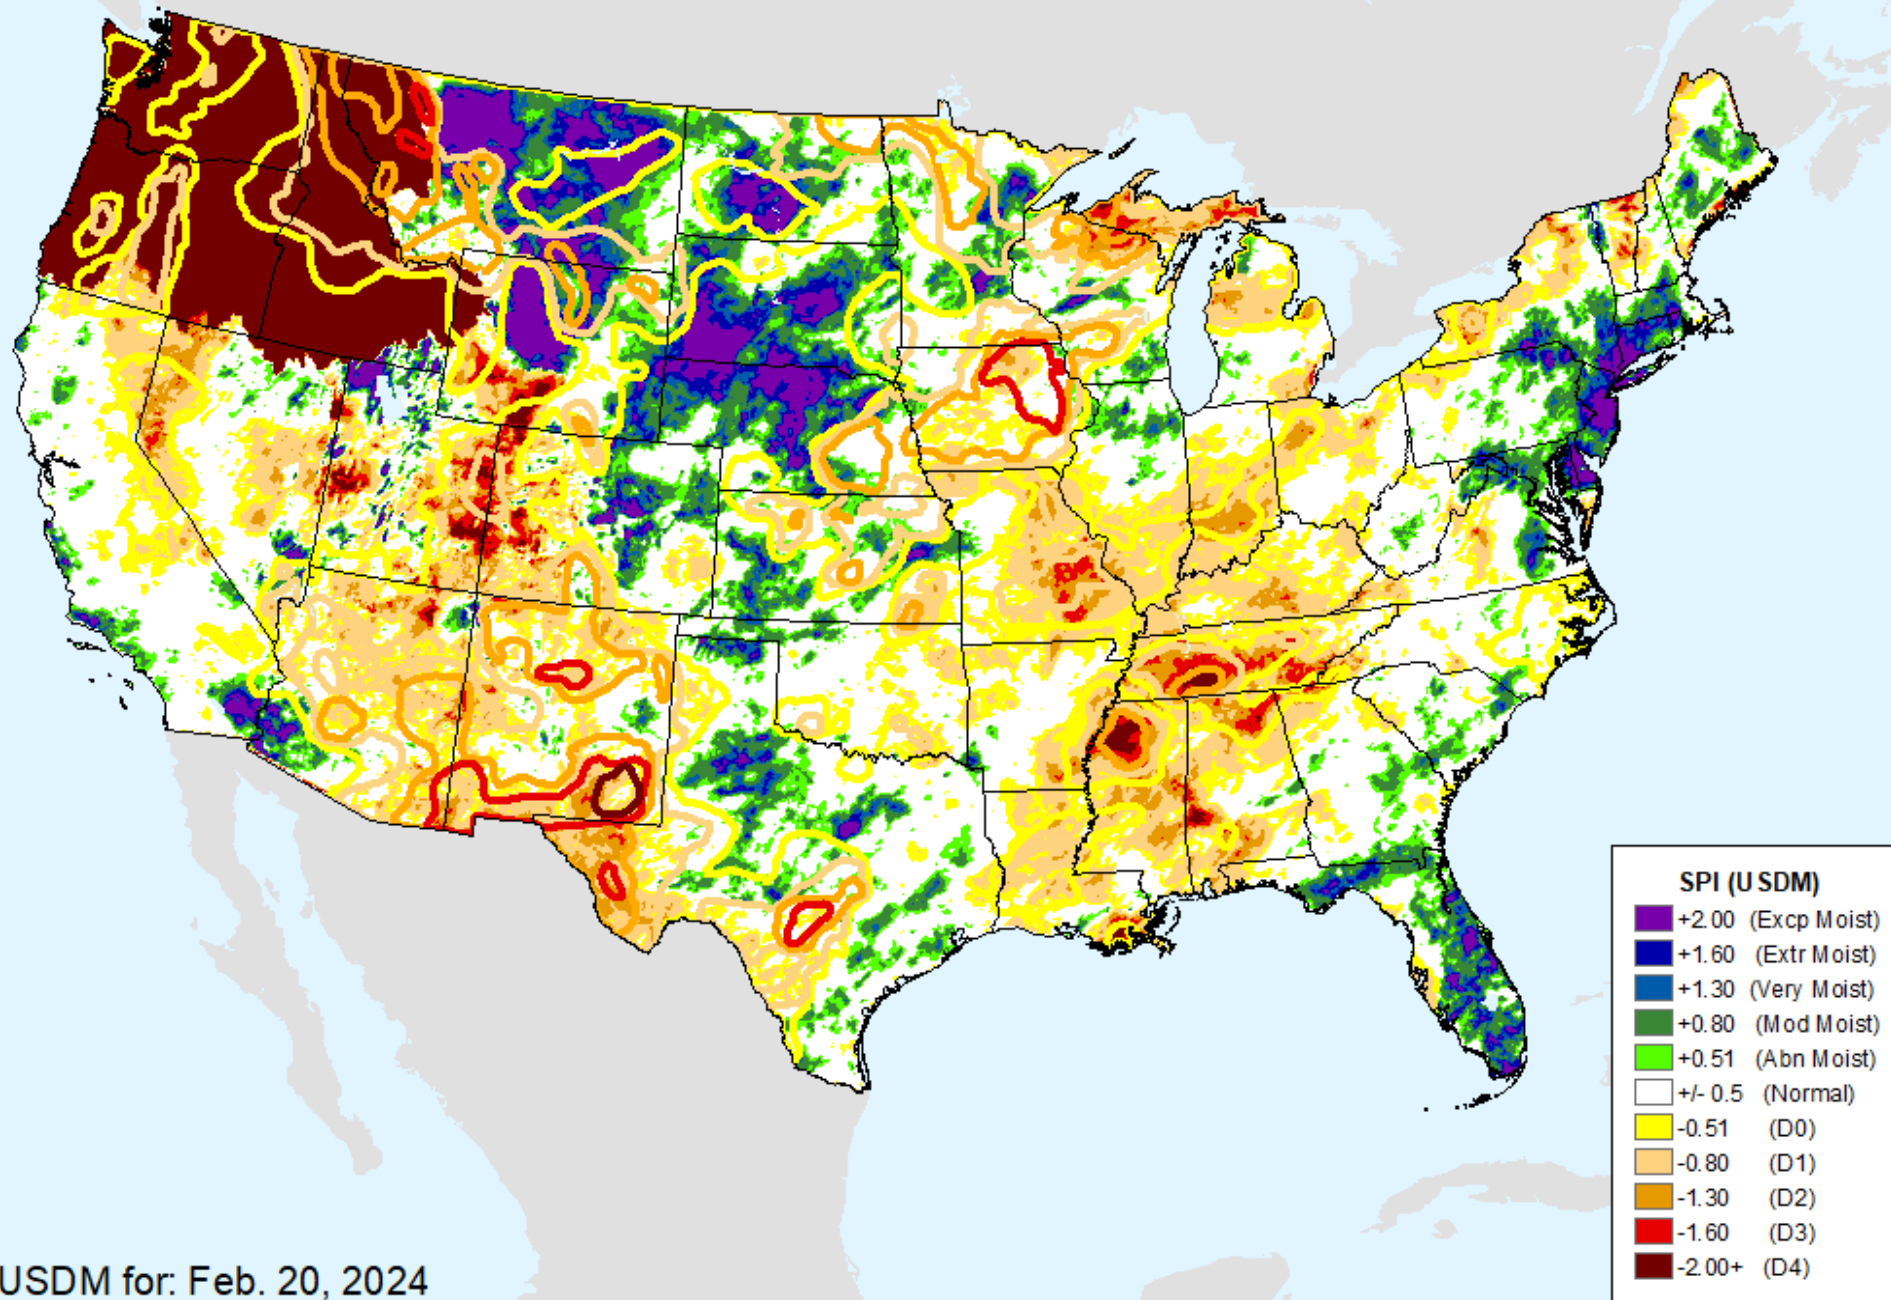 SPI (USDM)
+2.00 (Excp Moist)
+1.60 (Extr Moist)
+1.30 (Very Moist)
+0.80 (Mod Moist)
+0.51 (Abn Moist)
+/- 0.5 (Normal)
-0.51 (D0)
-0.80 (D1)
-1.30 (D2)
-1.60 (D3)
-2.00+ (D4)
USDM for: Feb. 20, 2024